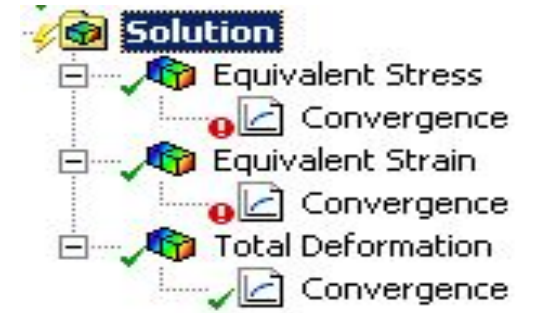 Solution
Equivalent Stress
Convergence
Equivalent Strain
Convergence
Total Deformation
Convergence